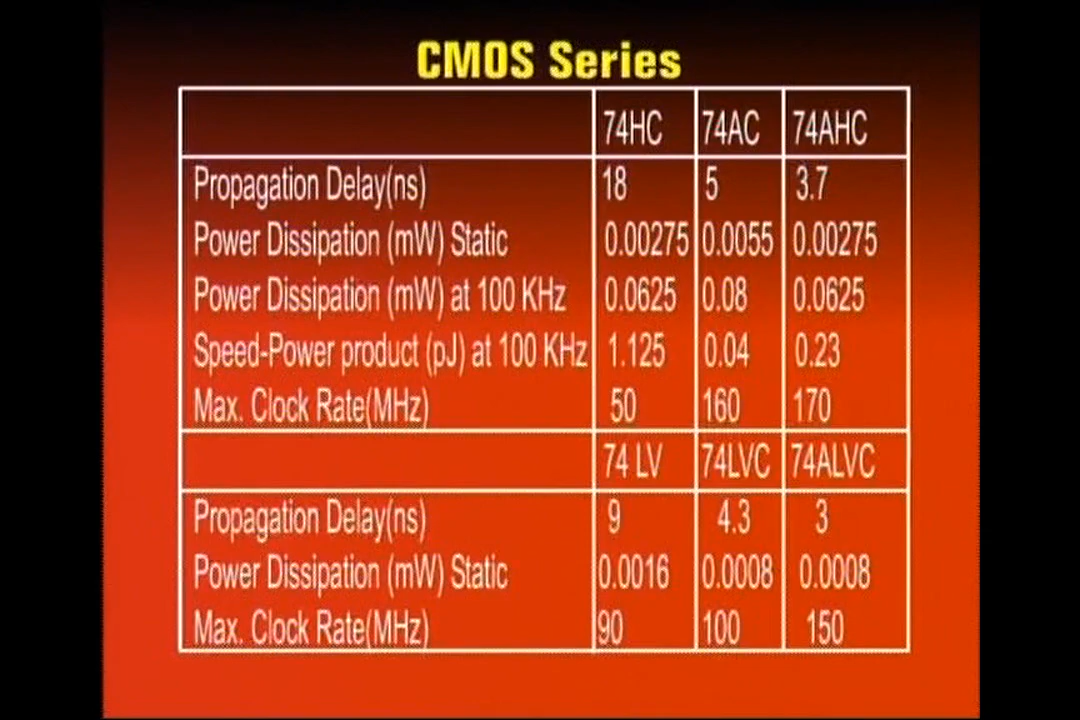 CMOS Series
74HC 74AC 74AHC
Propagation Delay(ns) 18 5 3.7
Power Dissipation (mW) Static 0.00275 0.0055 0.00275
Power Dissipation (mW) at 100 KHz 0.0625 0.08 0.0625
Speed-Power product (pJ) at 100 KHz 1.125 0.04 0.23
Max. Clock Rate(MHz) 50 160 170
74 LV 74LVC 74ALVC
Propagation Delay(ns) 9 4.3 3
Power Dissipation (mW) Static 0.0016 0.0008 0.0008
Max. Clock Rate(MHz) 90 100 150